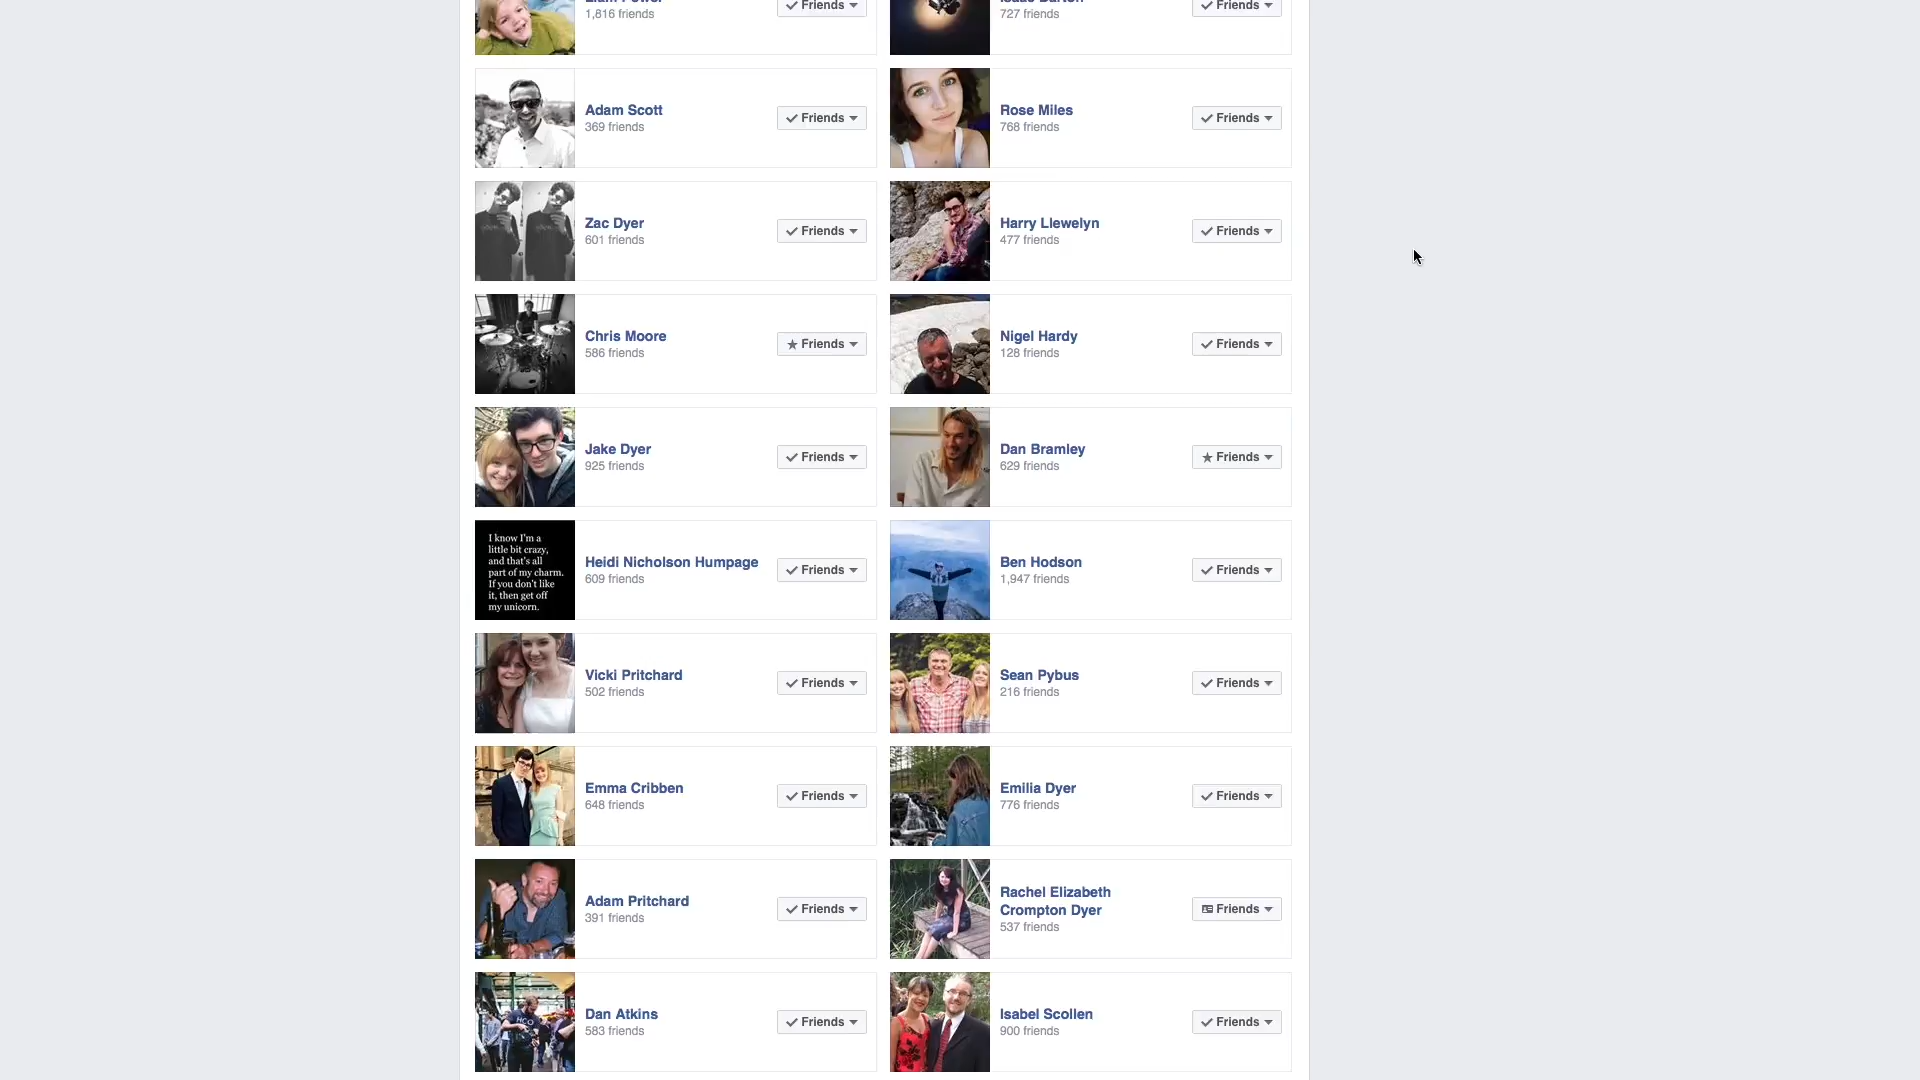 1,816 friends
Friends
727 friends
Friends
Adam Scott
369 friends
Friends
Rose Miles
768 friends
Friends
Zac Dyer
601 friends
Friends
Harry Llewelyn
477 friends
Friends
Chris Moore
586 friends
Friends
Nigel Hardy
128 friends
Friends
Jake Dyer
925 friends
Friends
Dan Bramley
629 friends
Friends
I know I'm a
little bit crazy,
and that's all
part of my charm.
If you don't like
it, then get off
my unicorn.
Heidi Nicholson Humpage
609 friends
Friends
Ben Hodson
1,947 friends
Friends
Vicki Pritchard
502 friends
Friends
Sean Pybus
216 friends
Friends
Emma Cribben
648 friends
Friends
Emilia Dyer
776 friends
Friends
Adam Pritchard
391 friends
Friends
Rachel Elizabeth
Crompton Dyer
537 friends
Friends
HCO
Dan Atkins
583 friends
Friends
Isabel Scollen
900 friends
Friends